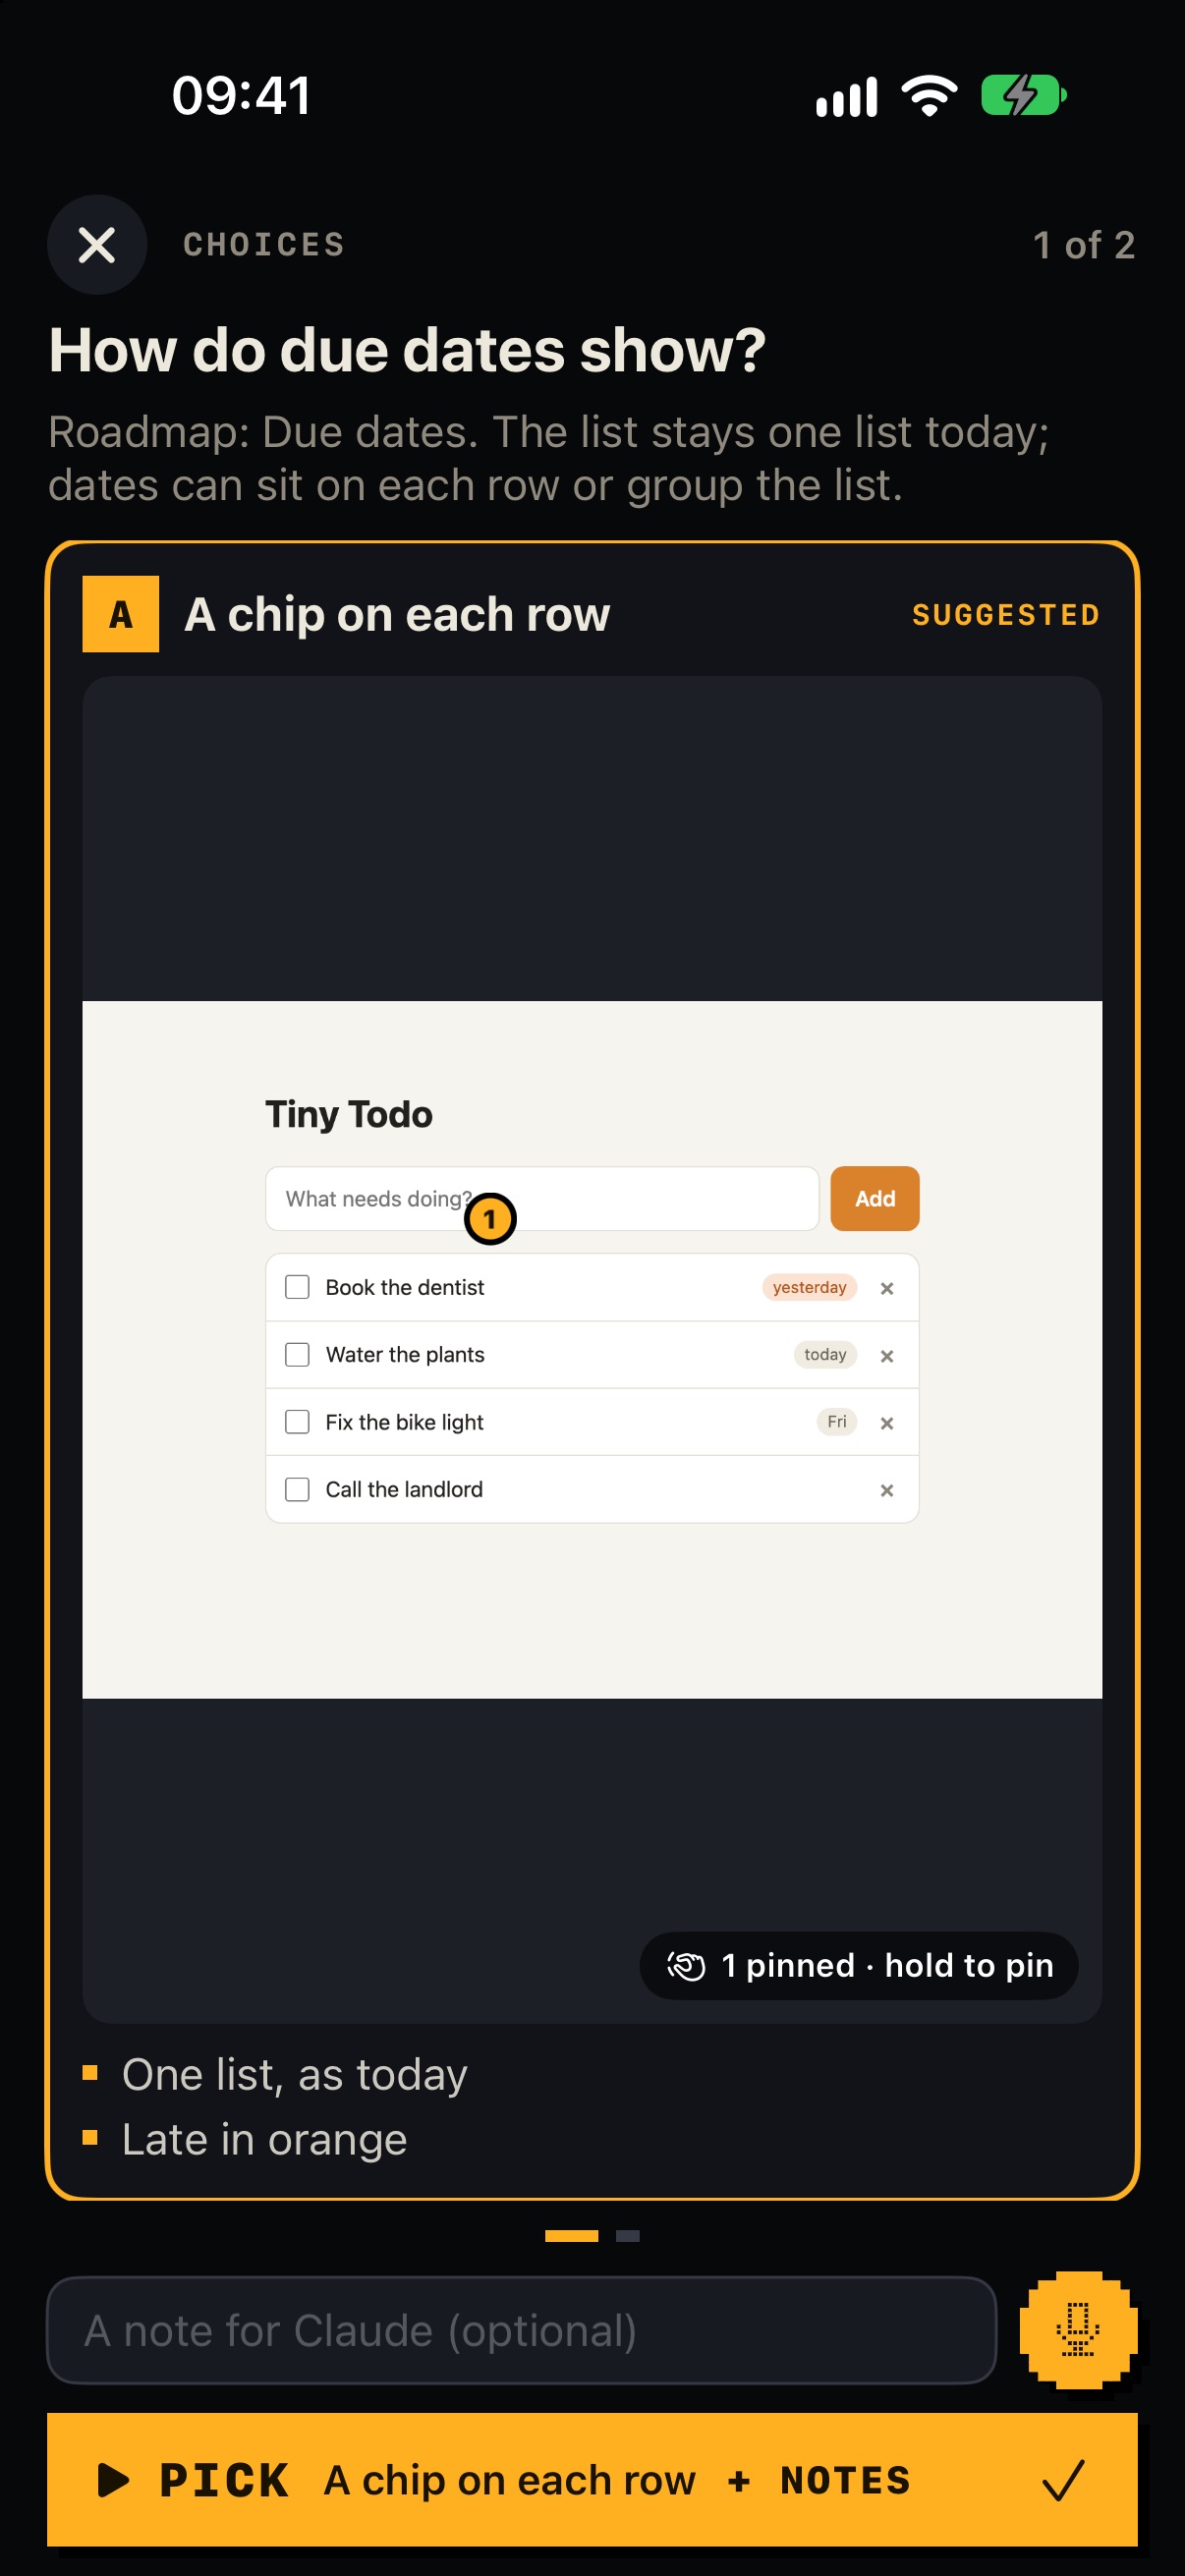 09:41
CHOICES
1 of 2
How do due dates show?
Roadmap: Due dates. The list stays one list today;
dates can sit on each row or group the list.
A
A chip on each row
SUGGESTED
Tiny Todo
What needs doing?
Add
1
Book the dentist
yesterday
×
Water the plants
today
×
Fix the bike light
Fri
×
Call the landlord
×
1 pinned · hold to pin
One list, as today
Late in orange
A note for Claude (optional)
PICK A chip on each row + NOTES